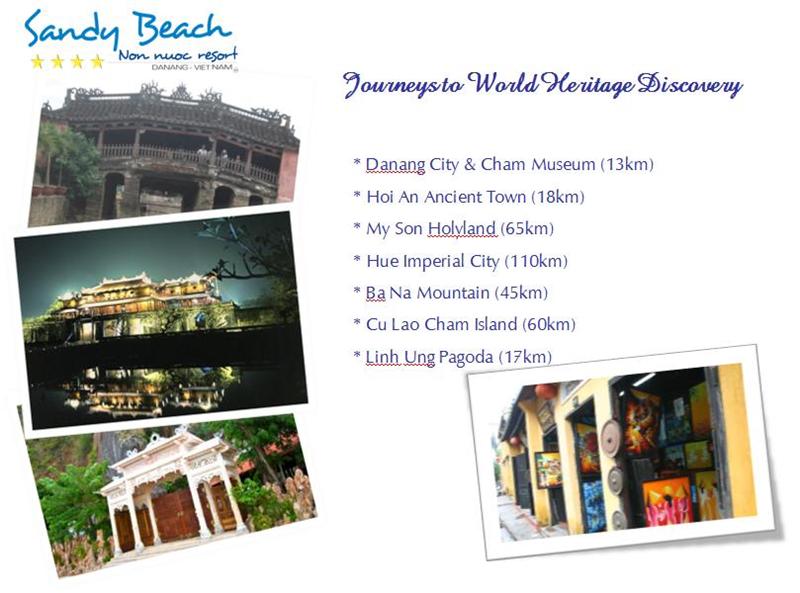 Sandy Beach
Non nuoc resort
DANANG - VIETNAM
Journeys to World Heritage Discovery
* Danang City & Cham Museum (13km)
* Hoi An Ancient Town (18km)
* My Son Holyland (65km)
* Hue Imperial City (110km)
* Ba Na Mountain (45km)
* Cu Lao Cham Island (60km)
* Linh Ung Pagoda (17km)